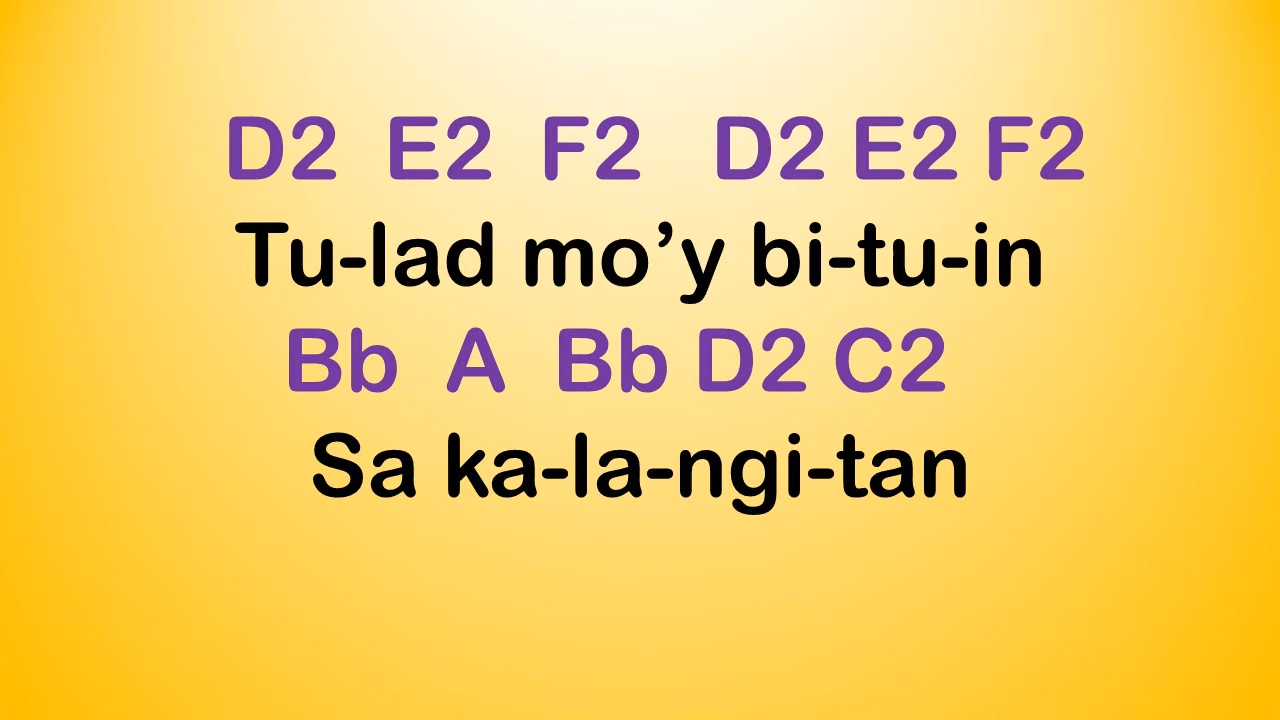 D2 E2 F2 D2 E2 F2
Tu-lad mo’y bi-tu-in
Bb A Bb D2 C2
Sa ka-la-ngi-tan